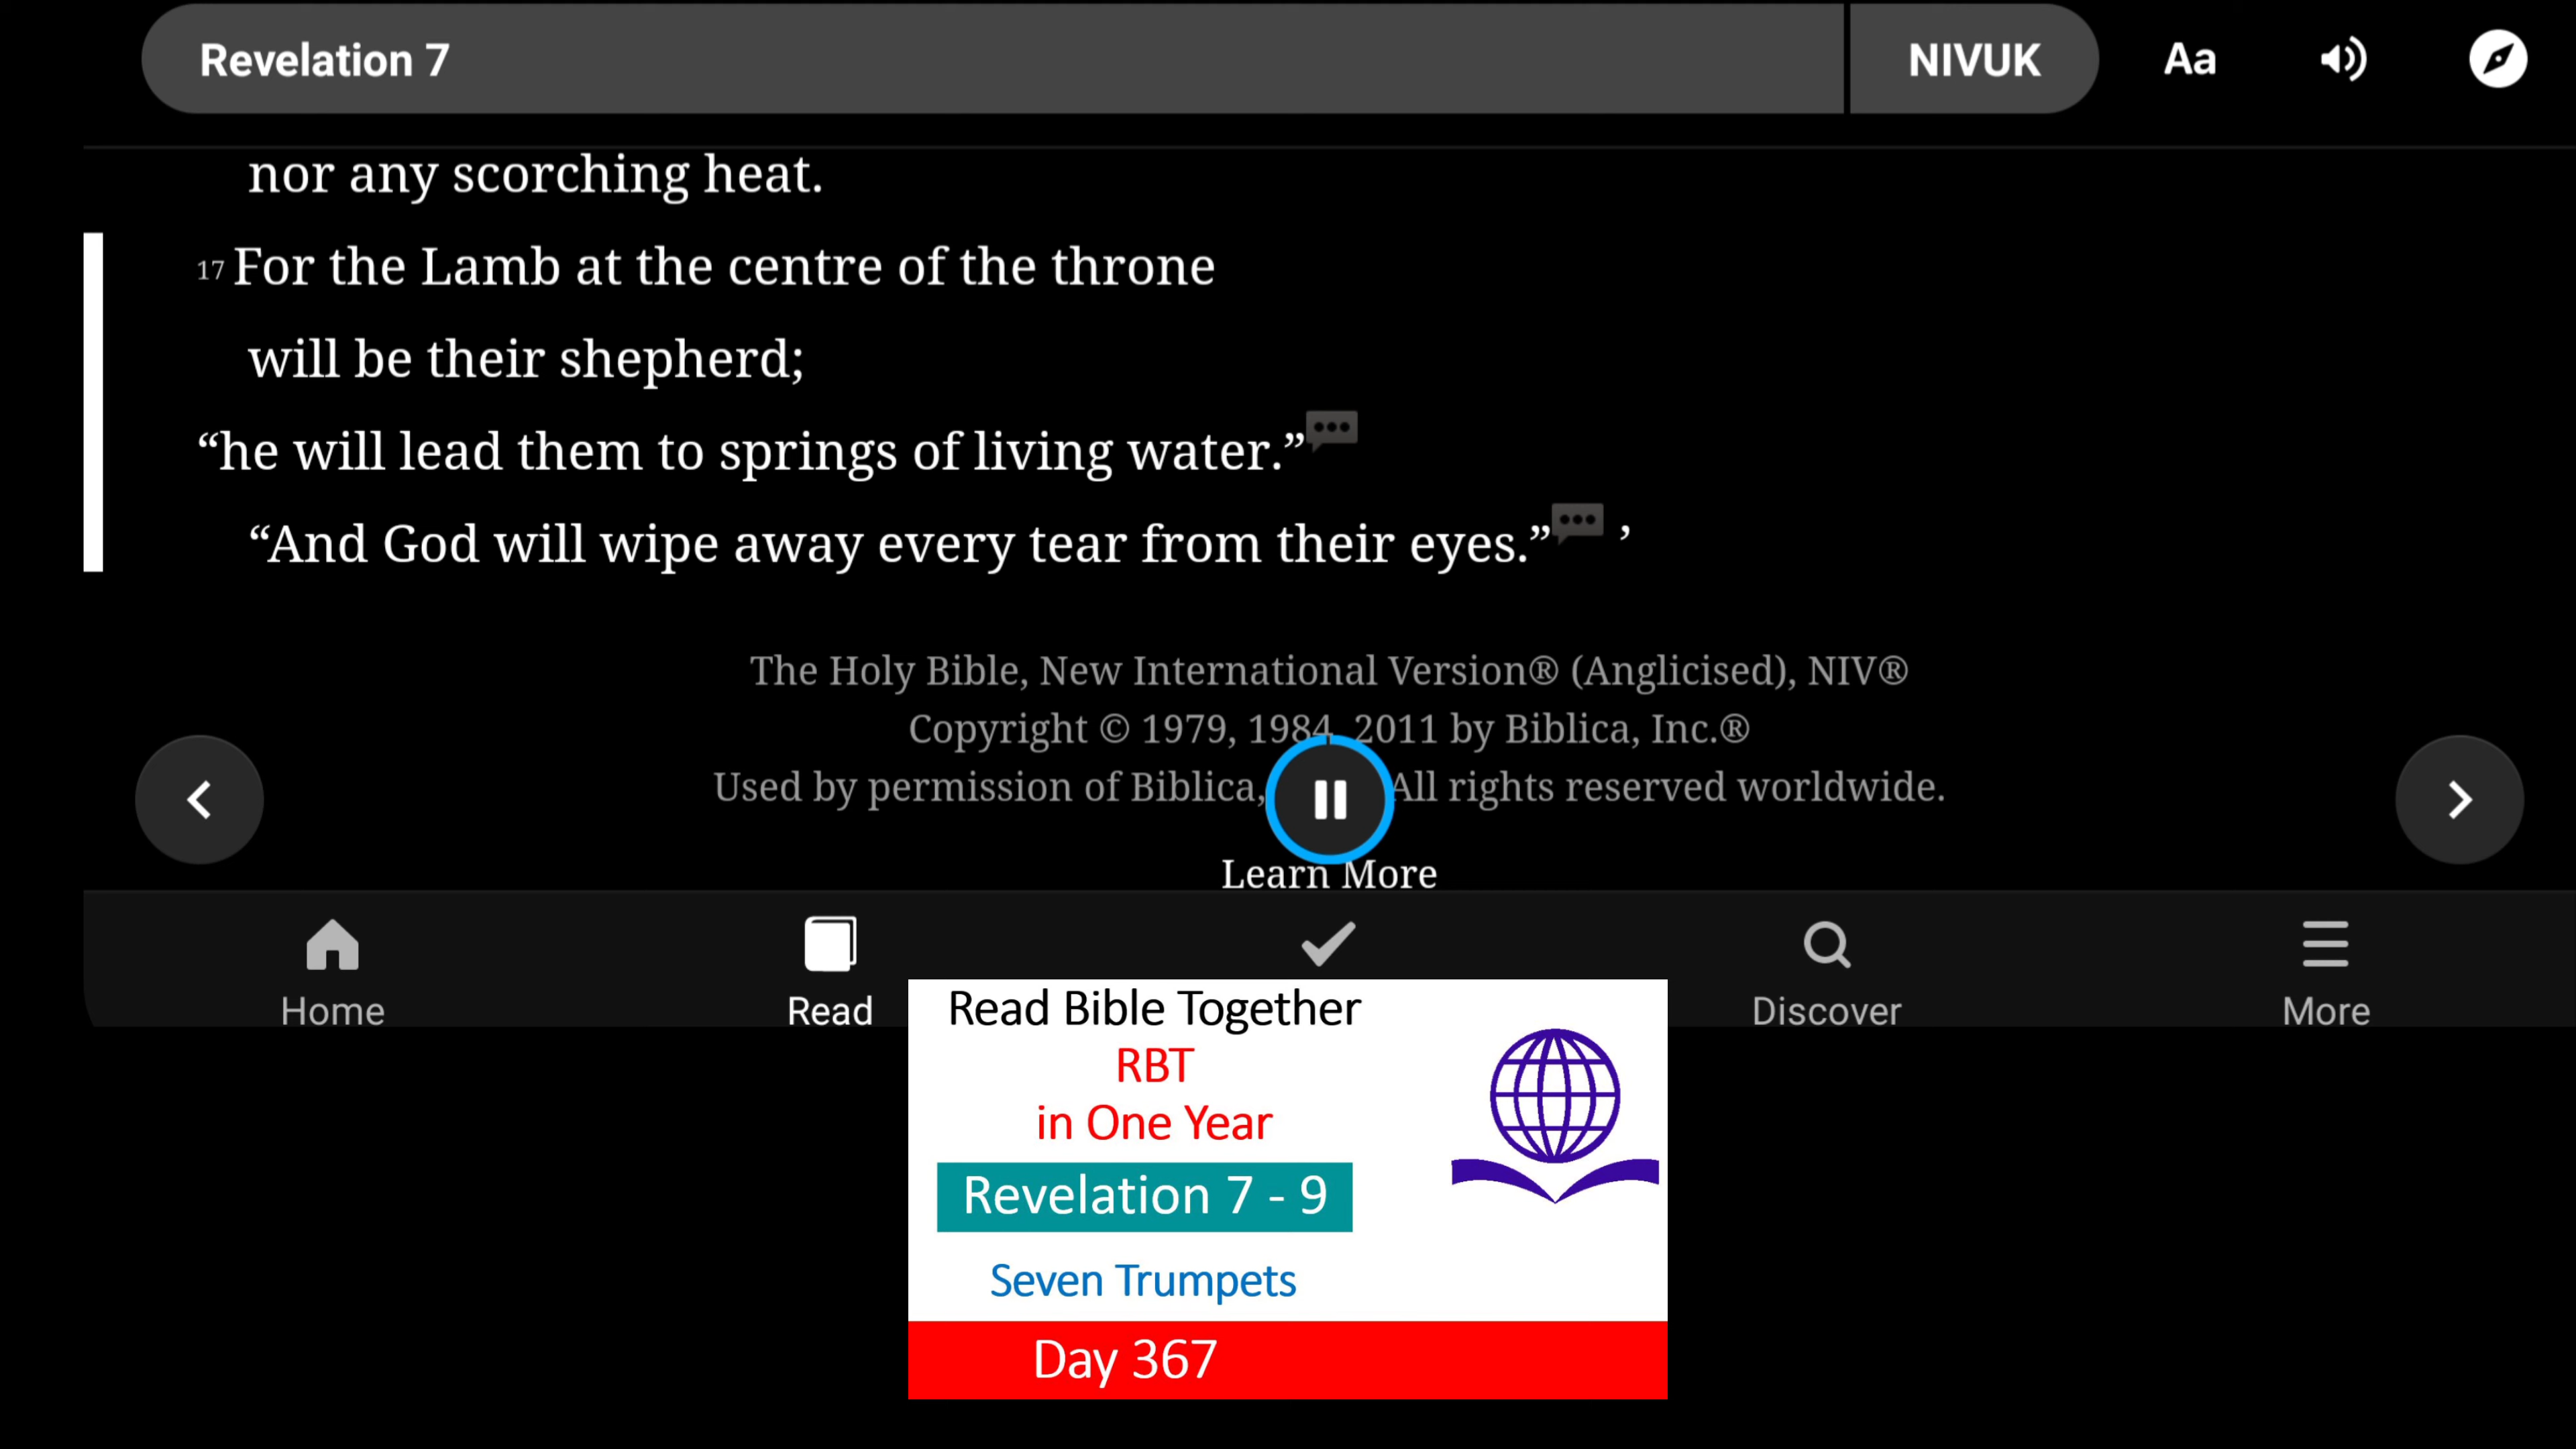 Revelation 7
NIVUK
Aa
nor any scorching heat.
17 For the Lamb at the centre of the throne
will be their shepherd;
“he will lead them to springs of living water.”
“And God will wipe away every tear from their eyes.” ’
The Holy Bible, New International Version® (Anglicised), NIV®
Copyright © 1979, 1984, 2011 by Biblica, Inc.®
Used by permission of Biblica, All rights reserved worldwide.
Learn More
Home
Read
Discover
More
Read Bible Together
RBT
in One Year
Revelation 7 - 9
Seven Trumpets
Day 367